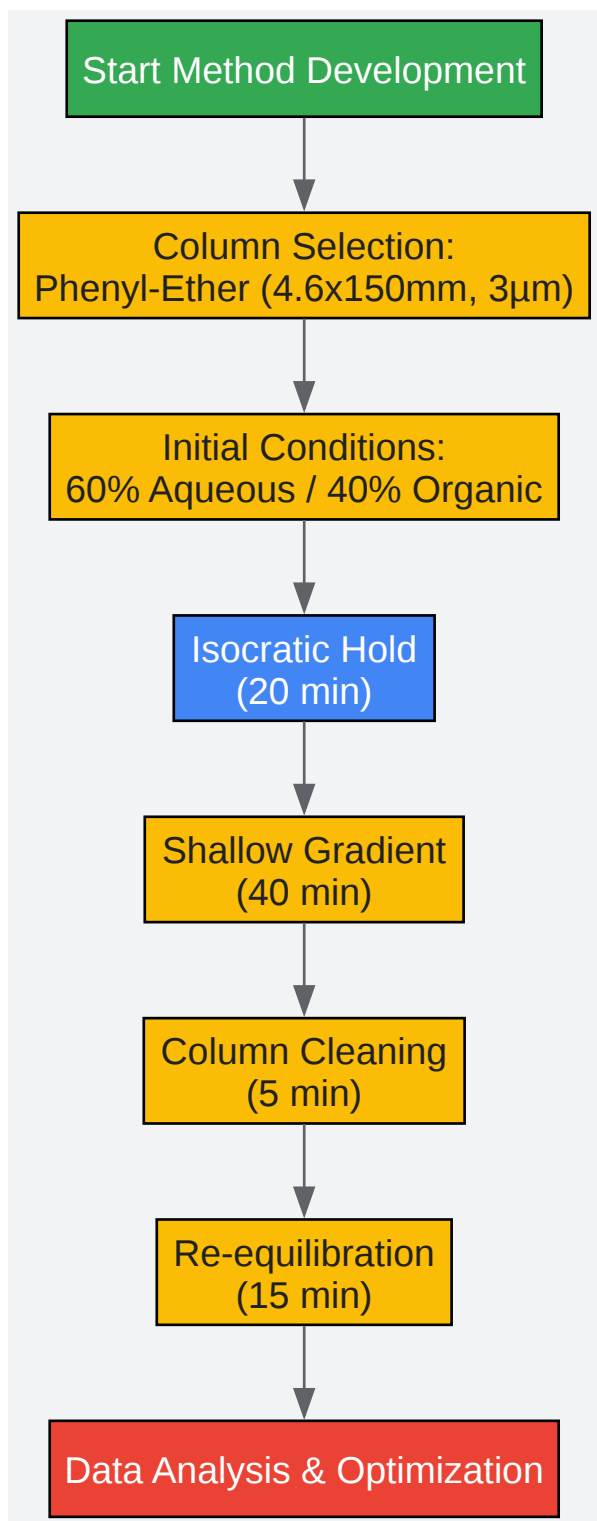 Start Method Development
Column Selection:
Phenyl-Ether (4.6x150mm, 3µm)
Initial Conditions:
60% Aqueous / 40% Organic
Isocratic Hold
(20 min)
Shallow Gradient
(40 min)
Column Cleaning
(5 min)
Re-equilibration
(15 min)
Data Analysis & Optimization